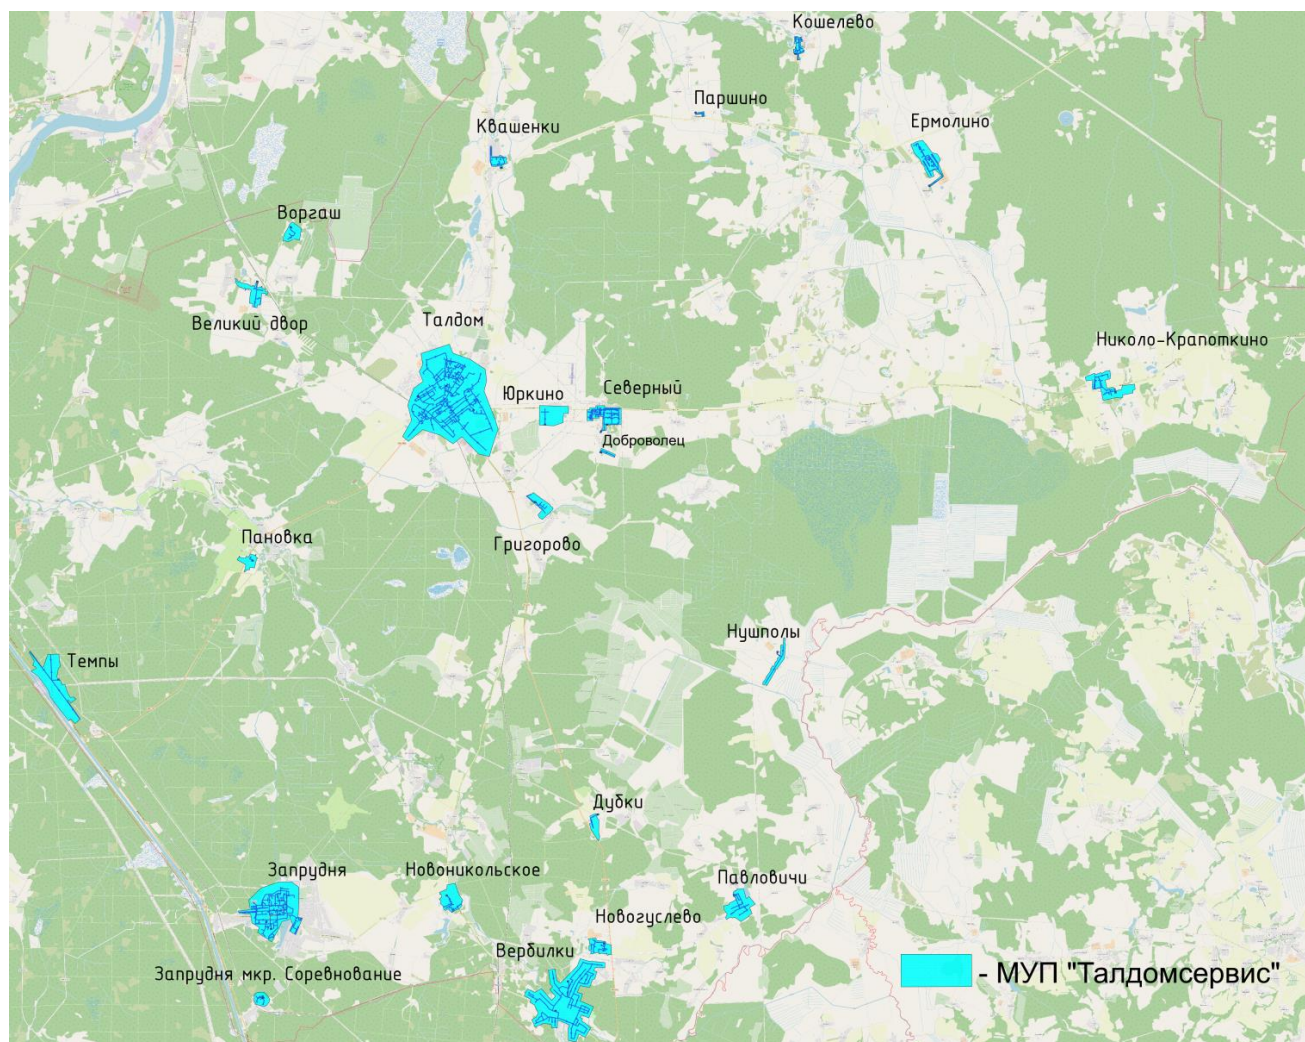 Кошелево
Паршино
Квашенки
Ермолино
Воргаш
Великий двор
Талдом
Николо-Крапоткино
Юркино
Северный
Доброволец
Григорово
Пановка
Нушполы
Темпы
Дубки
Запрудня
Новоникольское
Павловичи
Новогуслево
Вербилки
Запрудня мкр. Соревнование
- МУП "Талдомсервис"